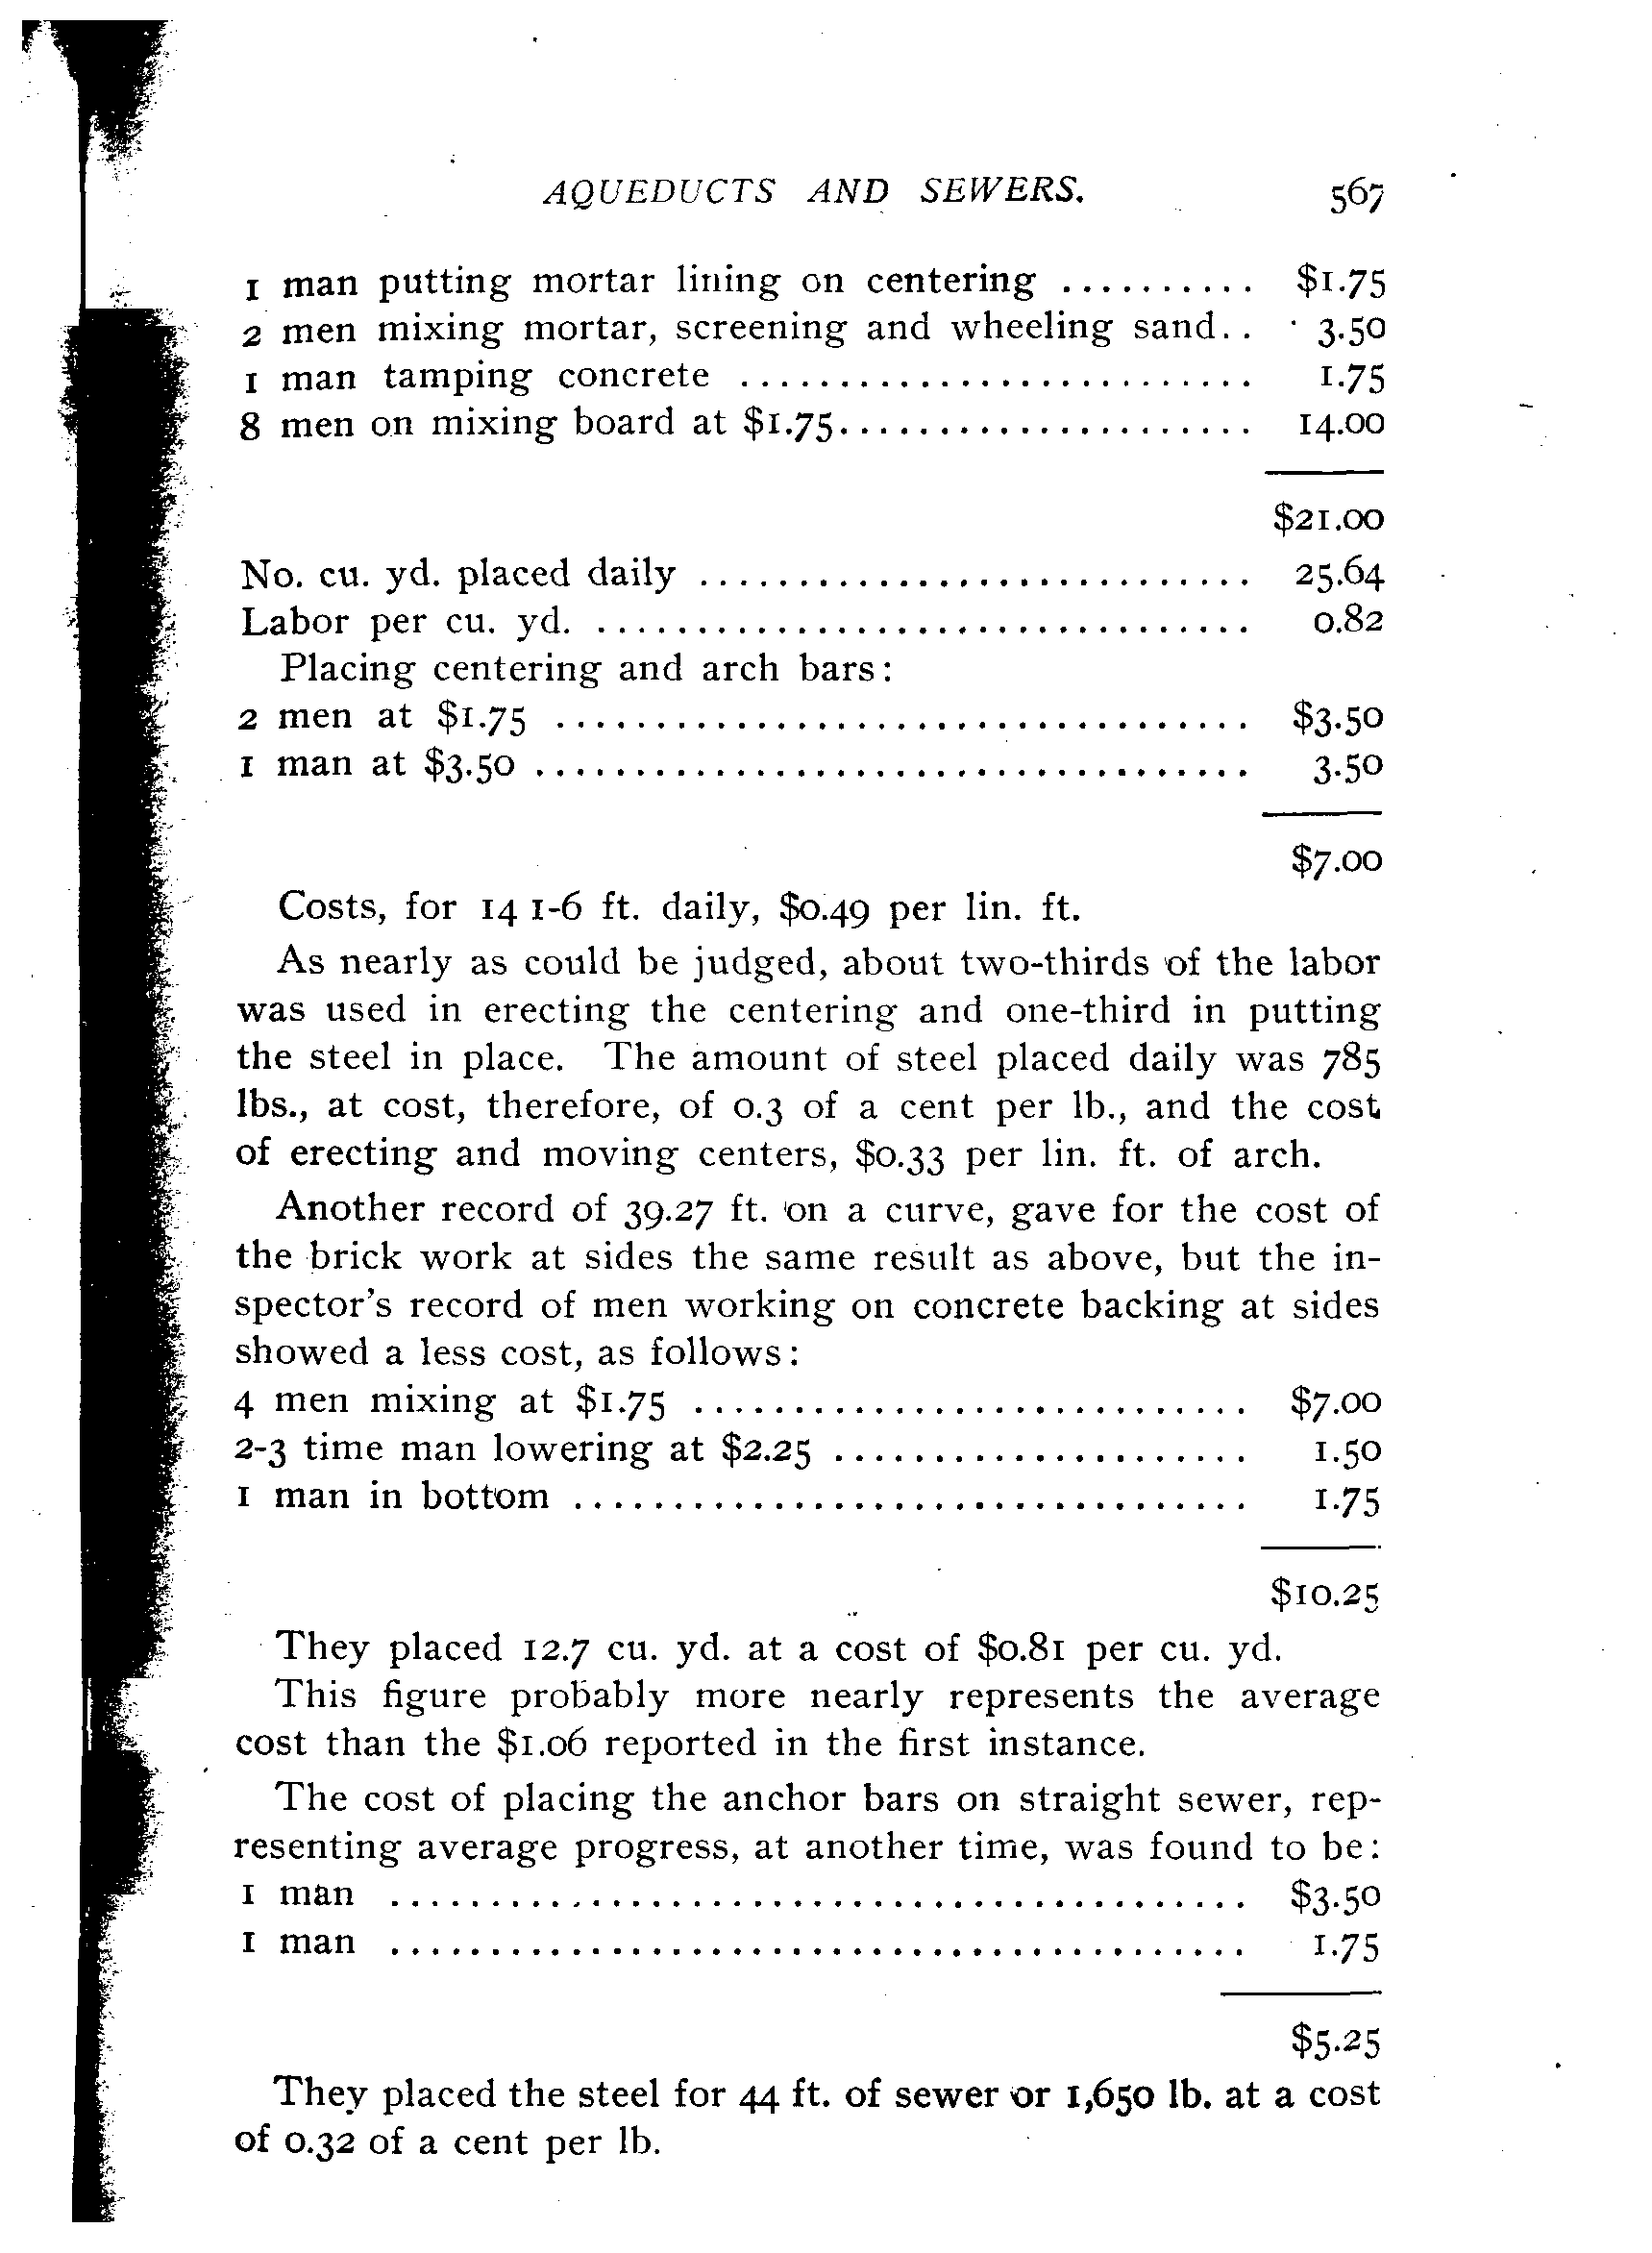 AQUEDUCTS AND SEWERS. 567
1 man putting mortar lining on centering .......... $1.75
2 men mixing mortar, screening and wheeling sand.. 3.50
1 man tamping concrete .......................... 1.75
8 men on mixing board at $1.75..................... 14.00
$21.00
No. cu. yd. placed daily ............................ 25.64
Labor per cu. yd. ................................. 0.82
Placing centering and arch bars:
2 men at $1.75 ................................... $3.50
1 man at $3.50 .................................... 3.50
$7.00
Costs, for 14 1-6 ft. daily, $0.49 per lin. ft.
As nearly as could be judged, about two-thirds of the labor
was used in erecting the centering and one-third in putting
the steel in place. The amount of steel placed daily was 785
lbs., at cost, therefore, of 0.3 of a cent per lb., and the cost
of erecting and moving centers, $0.33 per lin. ft. of arch.
Another record of 39.27 ft. on a curve, gave for the cost of
the brick work at sides the same result as above, but the in-
spector's record of men working on concrete backing at sides
showed a less cost, as follows:
4 men mixing at $1.75 ............................ $7.00
2-3 time man lowering at $2.25 ..................... 1.50
1 man in bottom .................................. 1.75
$10.25
They placed 12.7 cu. yd. at a cost of $0.81 per cu. yd.
This figure probably more nearly represents the average
cost than the $1.06 reported in the first instance.
The cost of placing the anchor bars on straight sewer, rep-
resenting average progress, at another time, was found to be:
1 man ........................................... $3.50
1 man ........................................... 1.75
$5.25
They placed the steel for 44 ft. of sewer or 1,650 lb. at a cost
of 0.32 of a cent per lb.